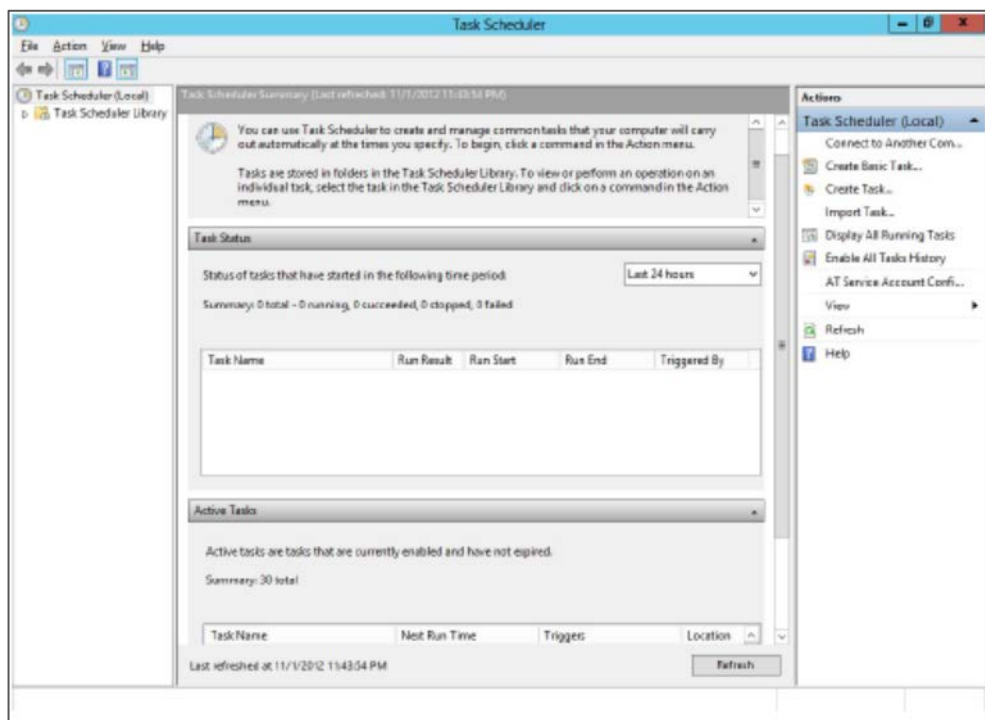 Task Scheduler
File Action View Help
Task Scheduler (Local)
Task Scheduler Library
Task Scheduler Summary (Last refreshed: 11/1/2012 11:43:54 PM)
You can use Task Scheduler to create and manage common tasks that your computer will carry
out automatically at the times you specify. To begin, click a command in the Action menu.
Tasks are stored in folders in the Task Scheduler Library. To view or perform an operation on an
individual task, select the task in the Task Scheduler Library and click on a command in the Action
menu.
Task Status
Status of tasks that have started in the following time period:
Last 24 hours
Summary: 0 total - 0 running, 0 succeeded, 0 stopped, 0 failed
Task Name Run Result Run Start Run End Triggered By
Active Tasks
Active tasks are tasks that are currently enabled and have not expired.
Summary: 30 total
Task Name Next Run Time Triggers Location
Last refreshed at 11/1/2012 11:43:54 PM
Refresh
Actions
Task Scheduler (Local)
Connect to Another Com...
Create Basic Task...
Create Task...
Import Task...
Display All Running Tasks
Enable All Tasks History
AT Service Account Confi...
View
Refresh
Help